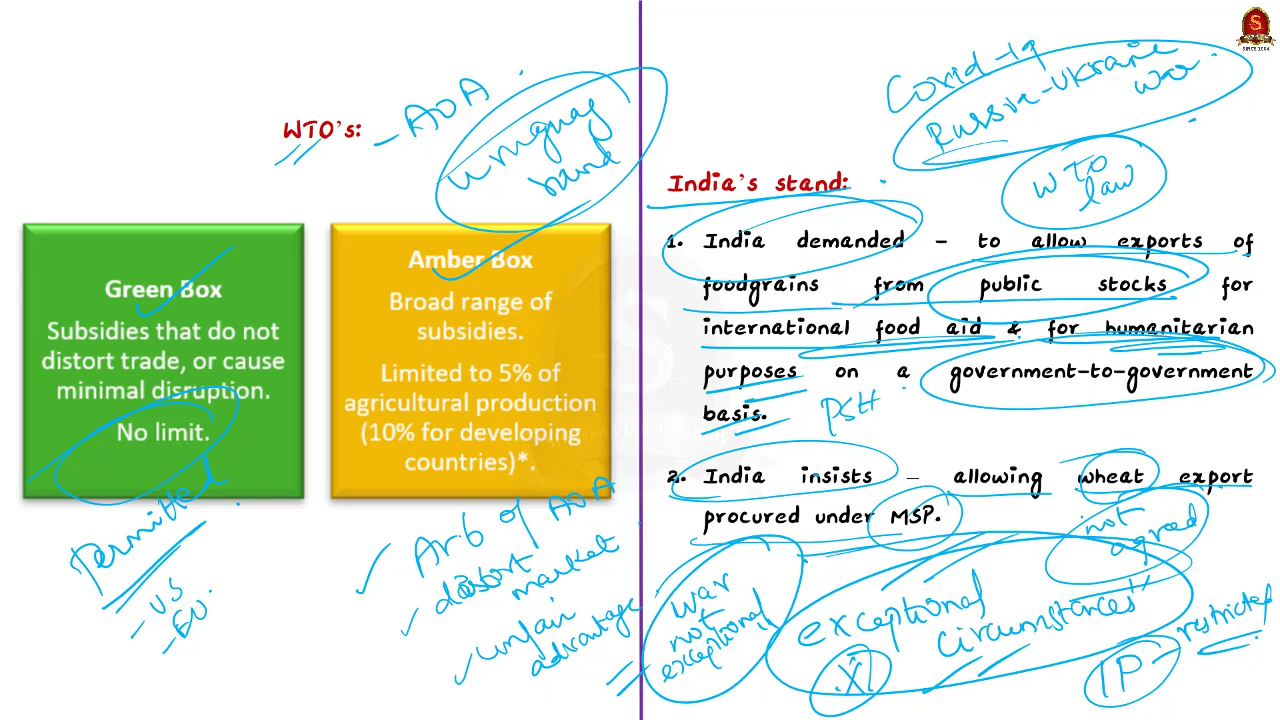 S
SINCE 2004
WTO's:
- AOA
Uruguay
round
Green Box
Subsidies that do not
distort trade, or cause
minimal disruption.
No limit.
Permitted
- US
- EU.
Amber Box
Broad range of
subsidies.
Limited to 5% of
agricultural production
(10% for developing
countries)*.
Ar 6 of AOA
distort
market
unfair
advantage
Covid-19
Russia-Ukraine
war
WTO
law
India's stand:
1. India demanded – to allow exports of
foodgrains from public stocks for
international food aid & for humanitarian
purposes on a government-to-government
basis.
PSH
2. India insists – allowing wheat export
procured under MSP.
not
agreed
war
not
exceptional
exceptional
circumstances"
IP - restricted